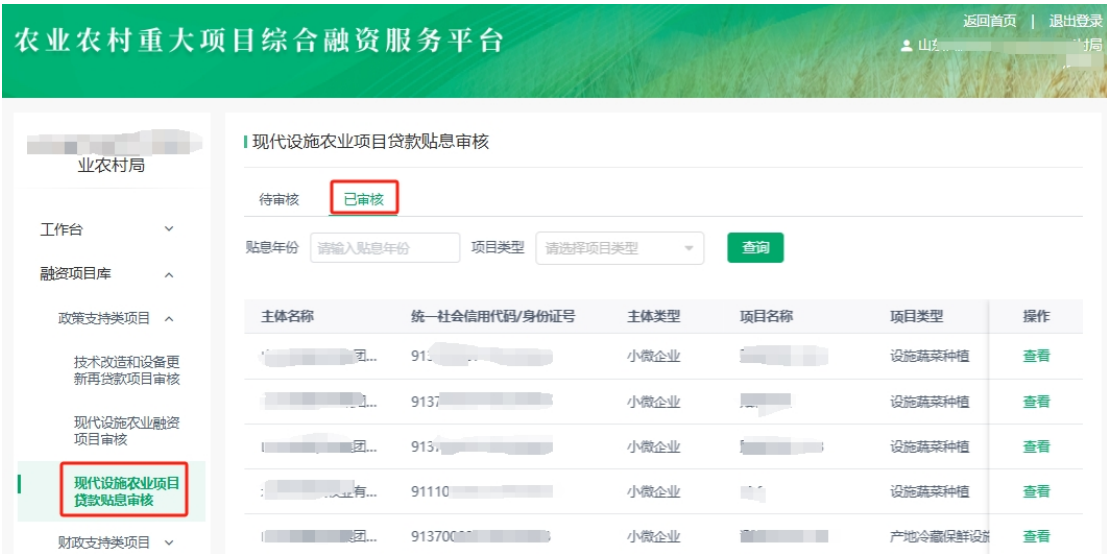 返回首页 | 退出登录
农业农村重大项目综合融资服务平台
山 局
业农村局
现代设施农业项目贷款贴息审核
待审核 已审核
工作台
贴息年份 请输入贴息年份 项目类型 请选择项目类型 查询
融资项目库
政策支持类项目
主体名称 统一社会信用代码/身份证号 主体类型 项目名称 项目类型 操作
技术改造和设备更
新再贷款项目审核
团... 913 小微企业 设施蔬菜种植 查看
现代设施农业融资
项目审核
... 9137 小微企业 设施蔬菜种植 查看
团... 913 小微企业 设施蔬菜种植 查看
现代设施农业项目
贷款贴息审核
有... 91110 小微企业 设施蔬菜种植 查看
财政支持类项目
团... 91370 小微企业 产地冷藏保鲜设施 查看